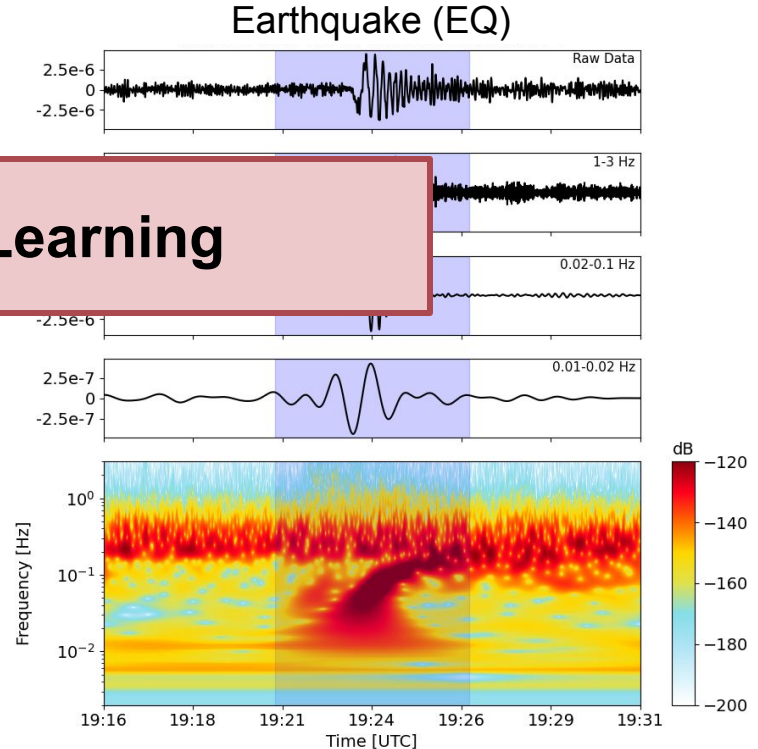 Earthquake (EQ)
Raw Data
2.5e-6
0
-2.5e-6
1-3 Hz
Learning
0.02-0.1 Hz
-2.5e-6
0.01-0.02 Hz
2.5e-7
0
-2.5e-7
dB
Frequency [Hz]
10⁰
10⁻¹
10⁻²
−120
−140
−160
−180
−200
19:16 19:18 19:21 19:24 19:26 19:29 19:31
Time [UTC]